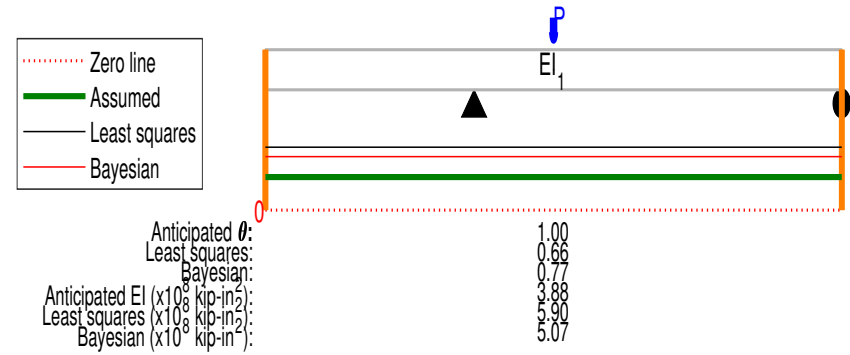 P
EI1
Zero line
Assumed
Least squares
Bayesian
0
Anticipated θ: 1.00
Least squares: 0.66
Bayesian: 0.77
Anticipated EI (x10^8 kip-in^2): 3.88
Least squares (x10^8 kip-in^2): 5.90
Bayesian (x10^8 kip-in^2): 5.07